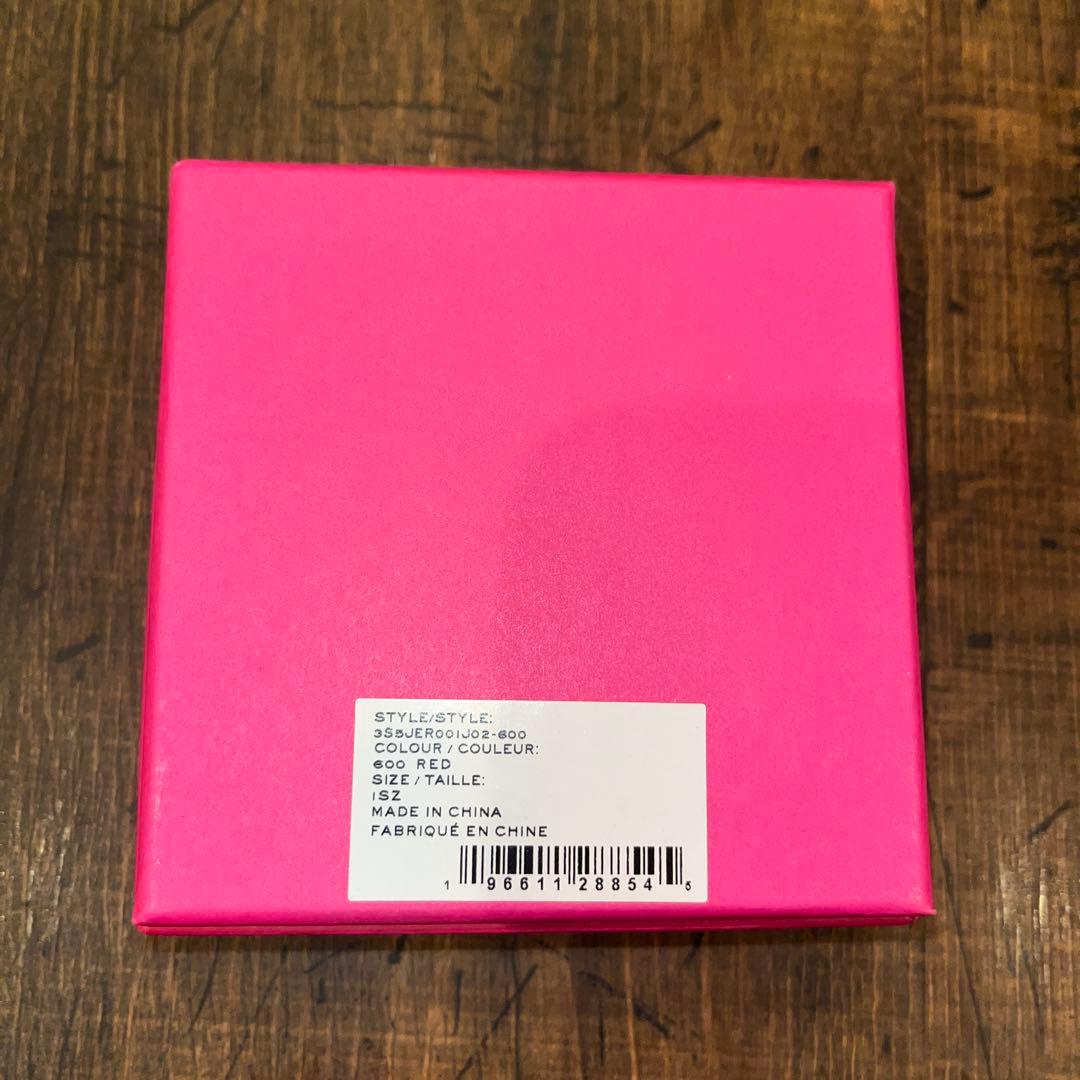 STYLE/STYLE:
3S5JER001J02-600
COLOUR / COULEUR:
600 RED
SIZE / TAILLE:
1SZ
MADE IN CHINA
FABRIQUÉ EN CHINE
1 96611 28854 5